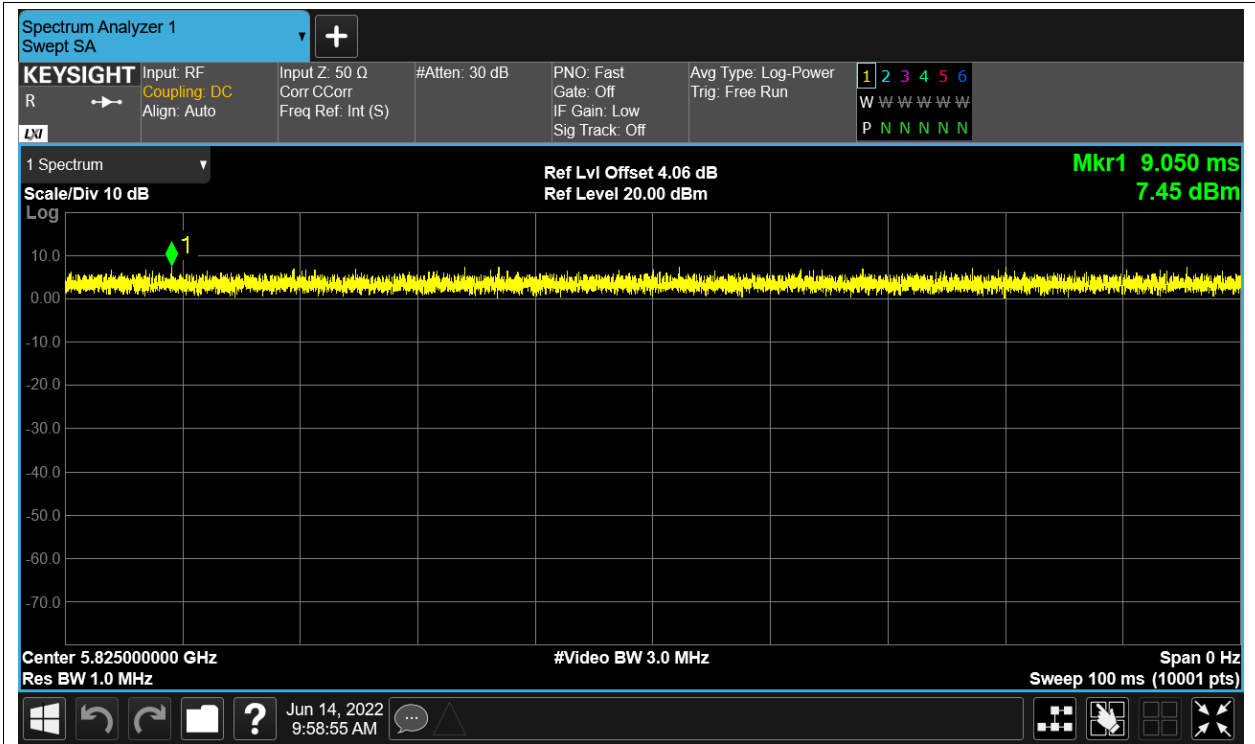 Spectrum Analyzer 1
Swept SA
+
KEYSIGHT
R
LXI
Input: RF
Coupling: DC
Align: Auto
Input Z: 50 Ω
Corr CCorr
Freq Ref: Int (S)
#Atten: 30 dB
PNO: Fast
Gate: Off
IF Gain: Low
Sig Track: Off
Avg Type: Log-Power
Trig: Free Run
1 2 3 4 5 6
W W W W W W
P N N N N N
1 Spectrum
Scale/Div 10 dB
Log
Ref Lvl Offset 4.06 dB
Ref Level 20.00 dBm
Mkr1 9.050 ms
7.45 dBm
1
10.0
0.00
-10.0
-20.0
-30.0
-40.0
-50.0
-60.0
-70.0
Center 5.825000000 GHz
Res BW 1.0 MHz
#Video BW 3.0 MHz
Span 0 Hz
Sweep 100 ms (10001 pts)
?
Jun 14, 2022
9:58:55 AM